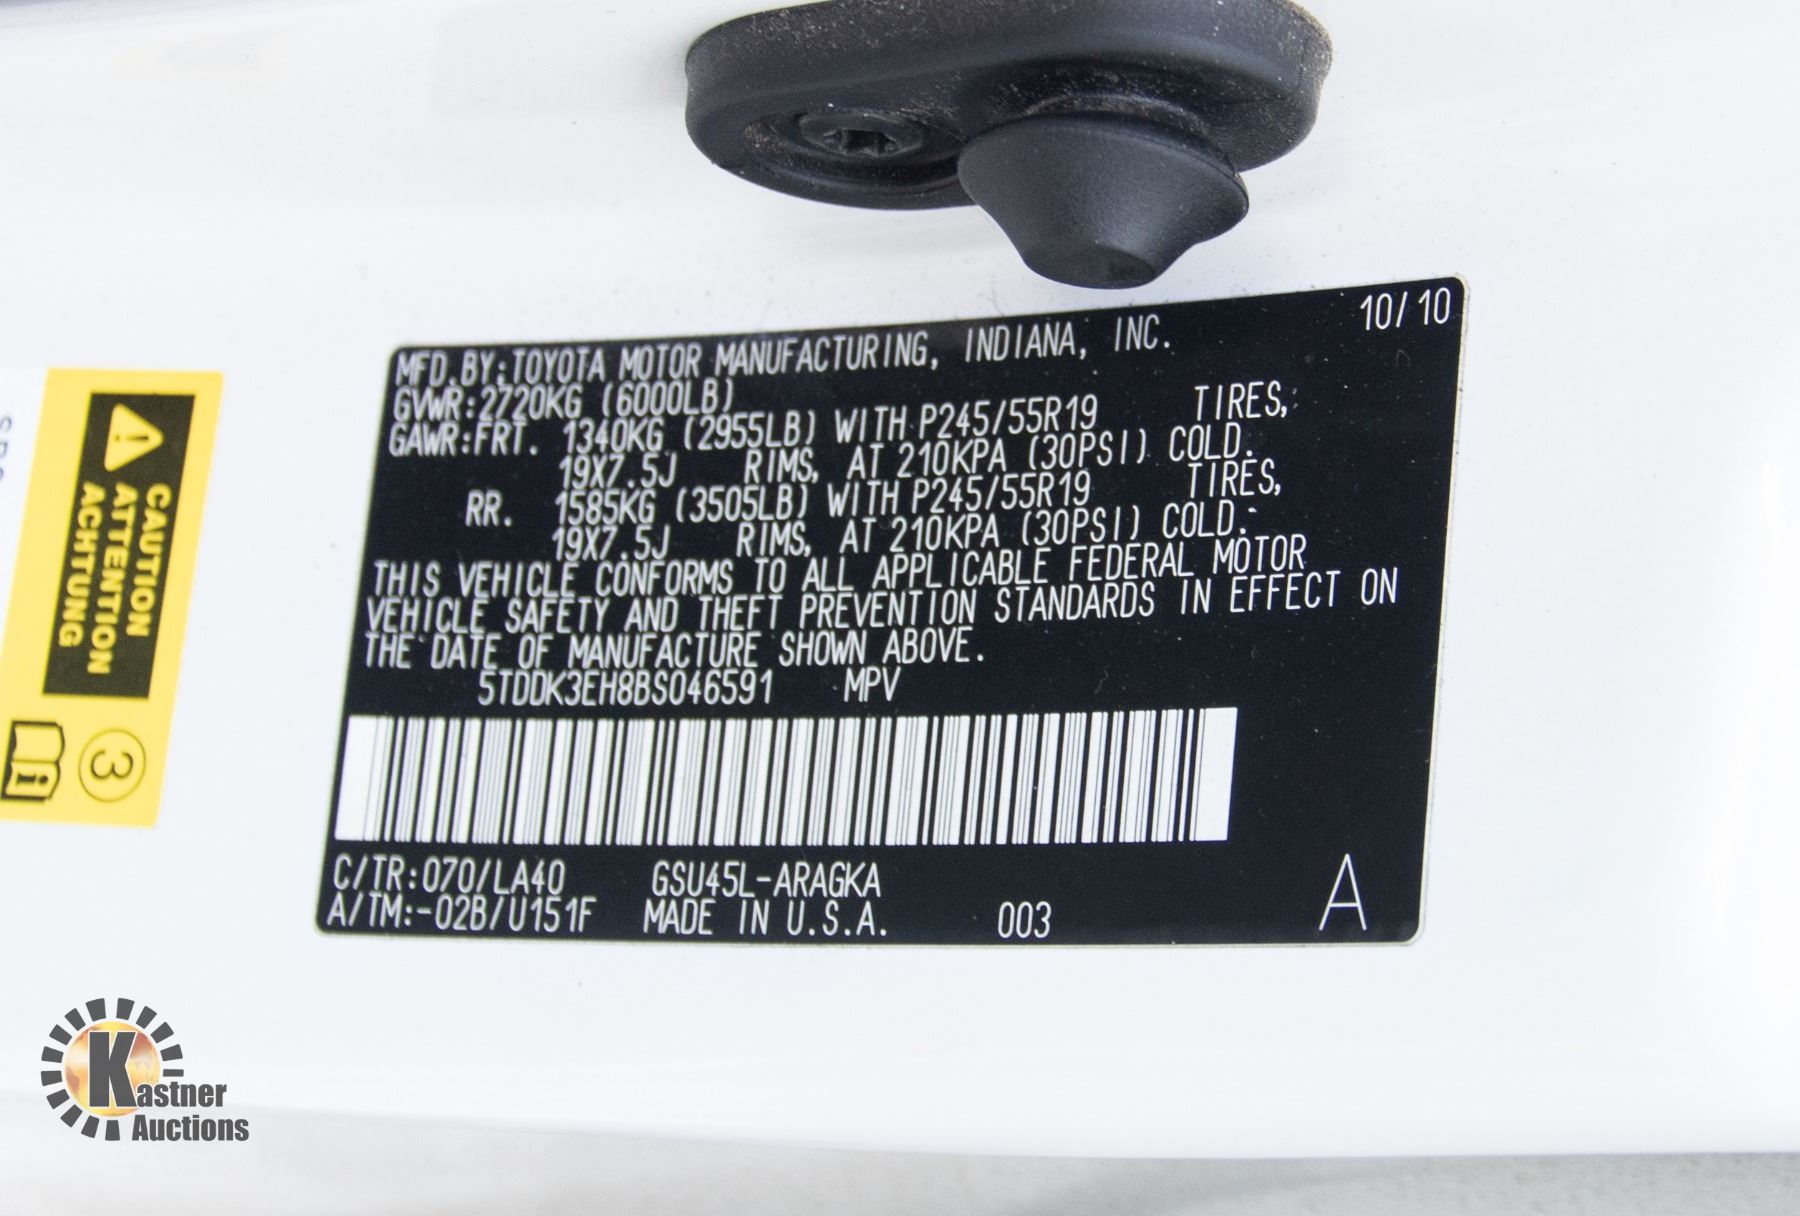 10/10
MFD.BY:TOYOTA MOTOR MANUFACTURING, INDIANA, INC.
GVWR:2720KG (6000LB)
GAWR:FRT. 1340KG (2955LB) WITH P245/55R19 TIRES,
19X7.5J RIMS, AT 210KPA (30PSI) COLD.
RR. 1585KG (3505LB) WITH P245/55R19 TIRES,
19X7.5J RIMS, AT 210KPA (30PSI) COLD.
THIS VEHICLE CONFORMS TO ALL APPLICABLE FEDERAL MOTOR
VEHICLE SAFETY AND THEFT PREVENTION STANDARDS IN EFFECT ON
THE DATE OF MANUFACTURE SHOWN ABOVE.
5TDDK3EH8BS046591 MPV
C/TR:070/LA40 GSU45L-ARAGKA
A/TM:-02B/U151F MADE IN U.S.A. 003 A
CAUTION
ATTENTION
ACHTUNG
3
i
Kastner
Auctions